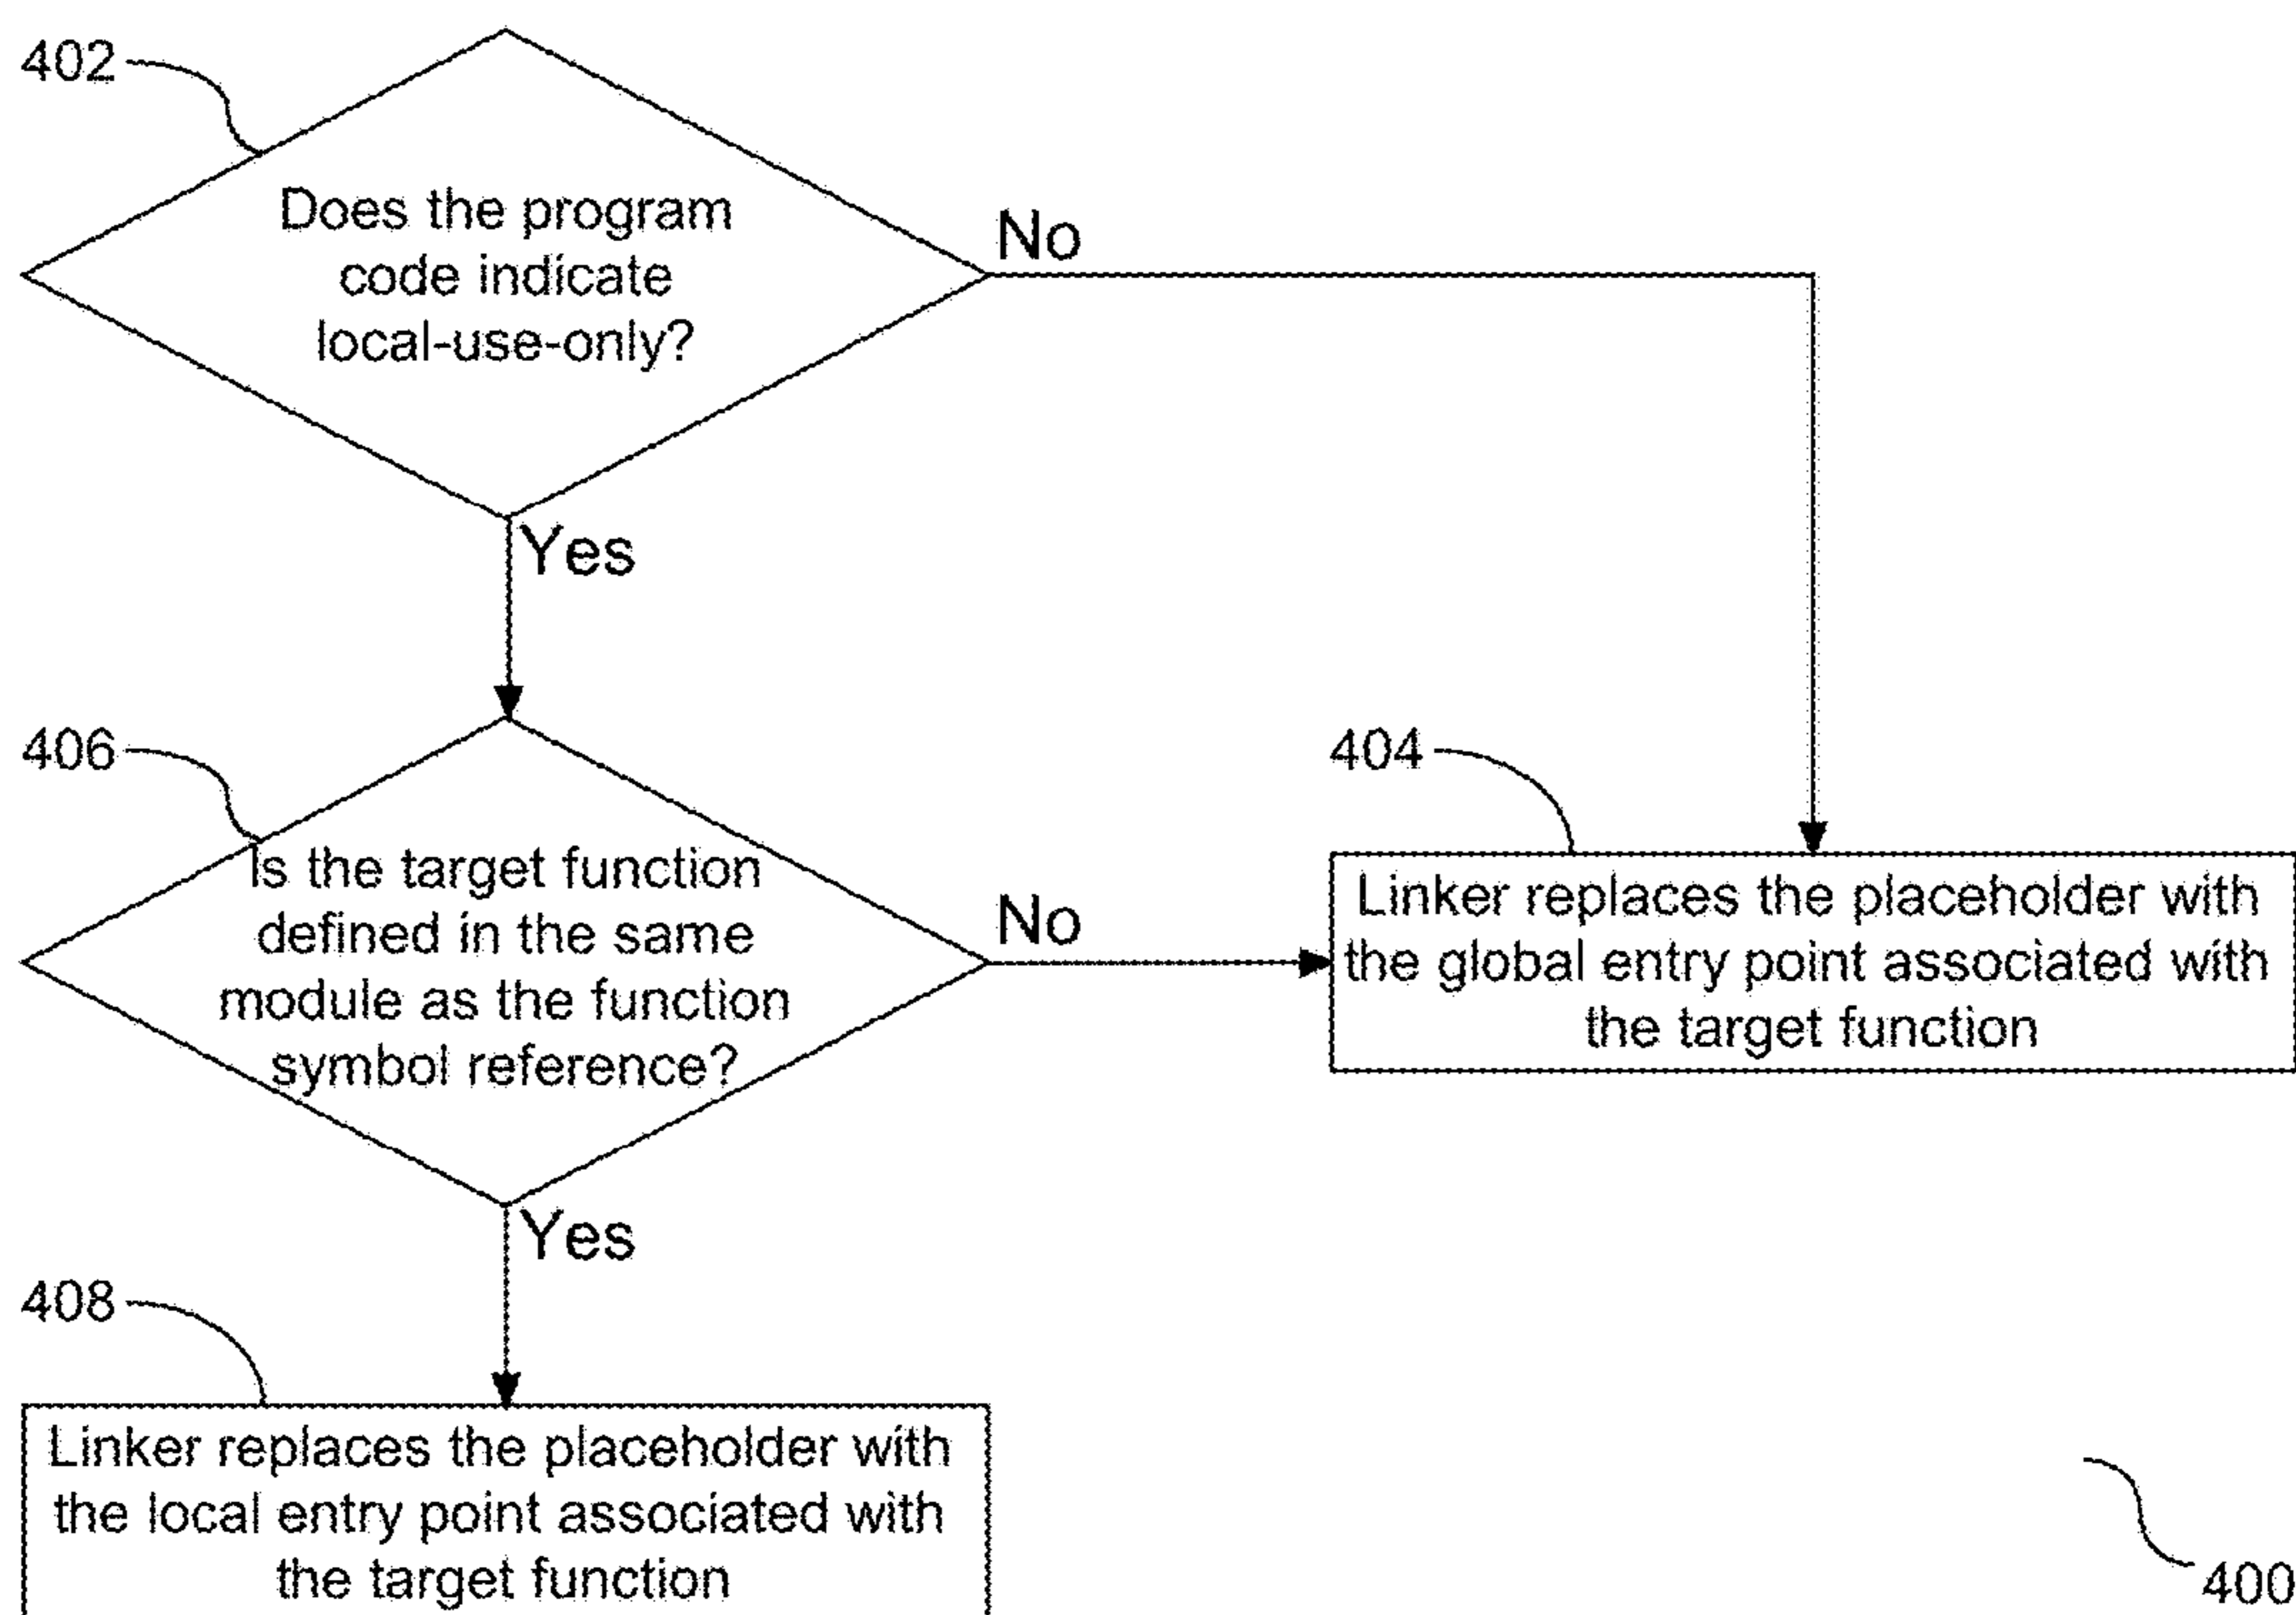 402
Does the program
code indicate
local-use-only?
No
Yes
406
Is the target function
defined in the same
module as the function
symbol reference?
No
404
Linker replaces the placeholder with
the global entry point associated with
the target function
Yes
408
Linker replaces the placeholder with
the local entry point associated with
the target function
400